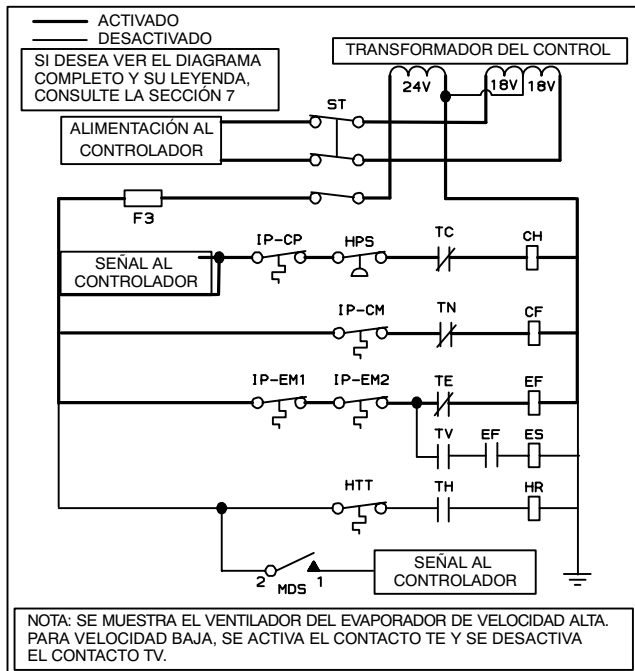 ACTIVADO
DESACTIVADO
SI DESEA VER EL DIAGRAMA
COMPLETO Y SU LEYENDA,
CONSULTE LA SECCIÓN 7
TRANSFORMADOR DEL CONTROL
24V
18V
18V
ST
ALIMENTACIÓN AL
CONTROLADOR
F3
SEÑAL AL
CONTROLADOR
IP-CP
HPS
TC
CH
IP-CM
TN
CF
IP-EM1
IP-EM2
TE
EF
TV
EF
ES
HTT
TH
HR
2
MDS
1
SEÑAL AL
CONTROLADOR
NOTA: SE MUESTRA EL VENTILADOR DEL EVAPORADOR DE VELOCIDAD ALTA.
PARA VELOCIDAD BAJA, SE ACTIVA EL CONTACTO TE Y SE DESACTIVA
EL CONTACTO TV.